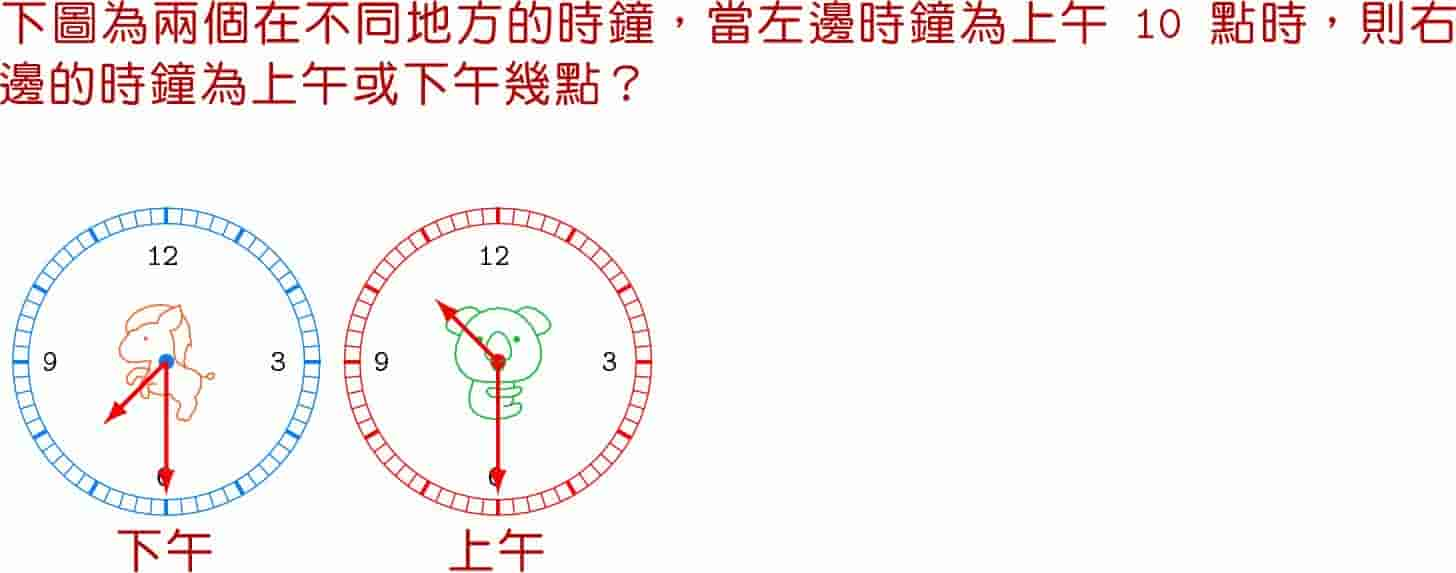 下圖為兩個在不同地方的時鐘，當左邊時鐘為上午 10 點時，則右
邊的時鐘為上午或下午幾點？
12 12
9 3 9 3
6 6
下午 上午